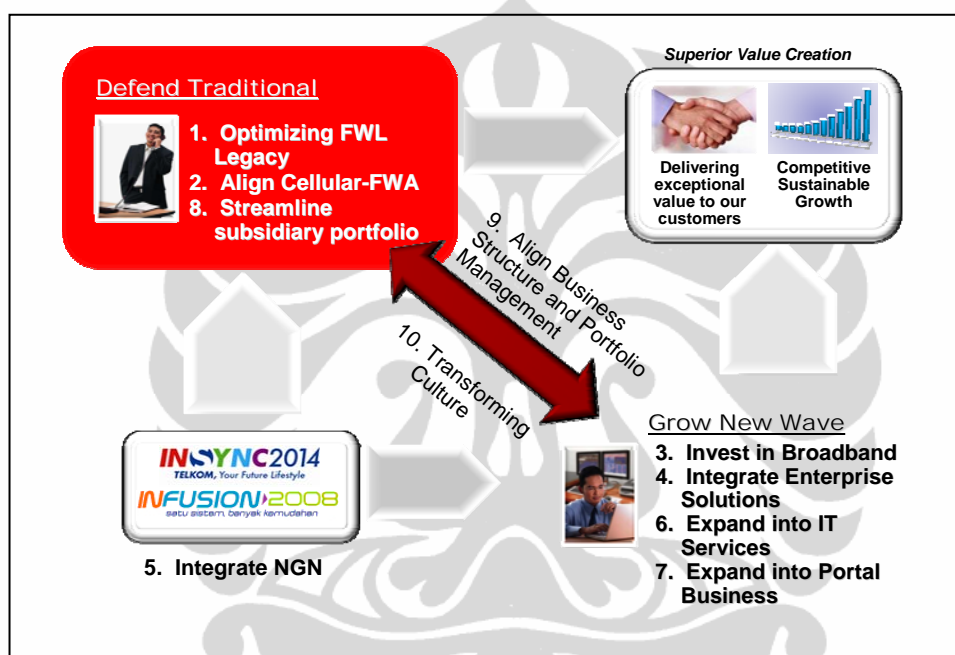 Superior Value Creation
Defend Traditional
1. Optimizing FWL
Legacy
2. Align Cellular-FWA
8. Streamline
subsidiary portfolio
Delivering
exceptional
value to our
customers
Competitive
Sustainable
Growth
9. Align Business
Structure and Portfolio
Management
10. Transforming
Culture
INSYNC2014
TELKOM, Your Future Lifestyle
INFUSION 2008
satu sistem, banyak kemudahan
5. Integrate NGN
Grow New Wave
3. Invest in Broadband
4. Integrate Enterprise
Solutions
6. Expand into IT
Services
7. Expand into Portal
Business